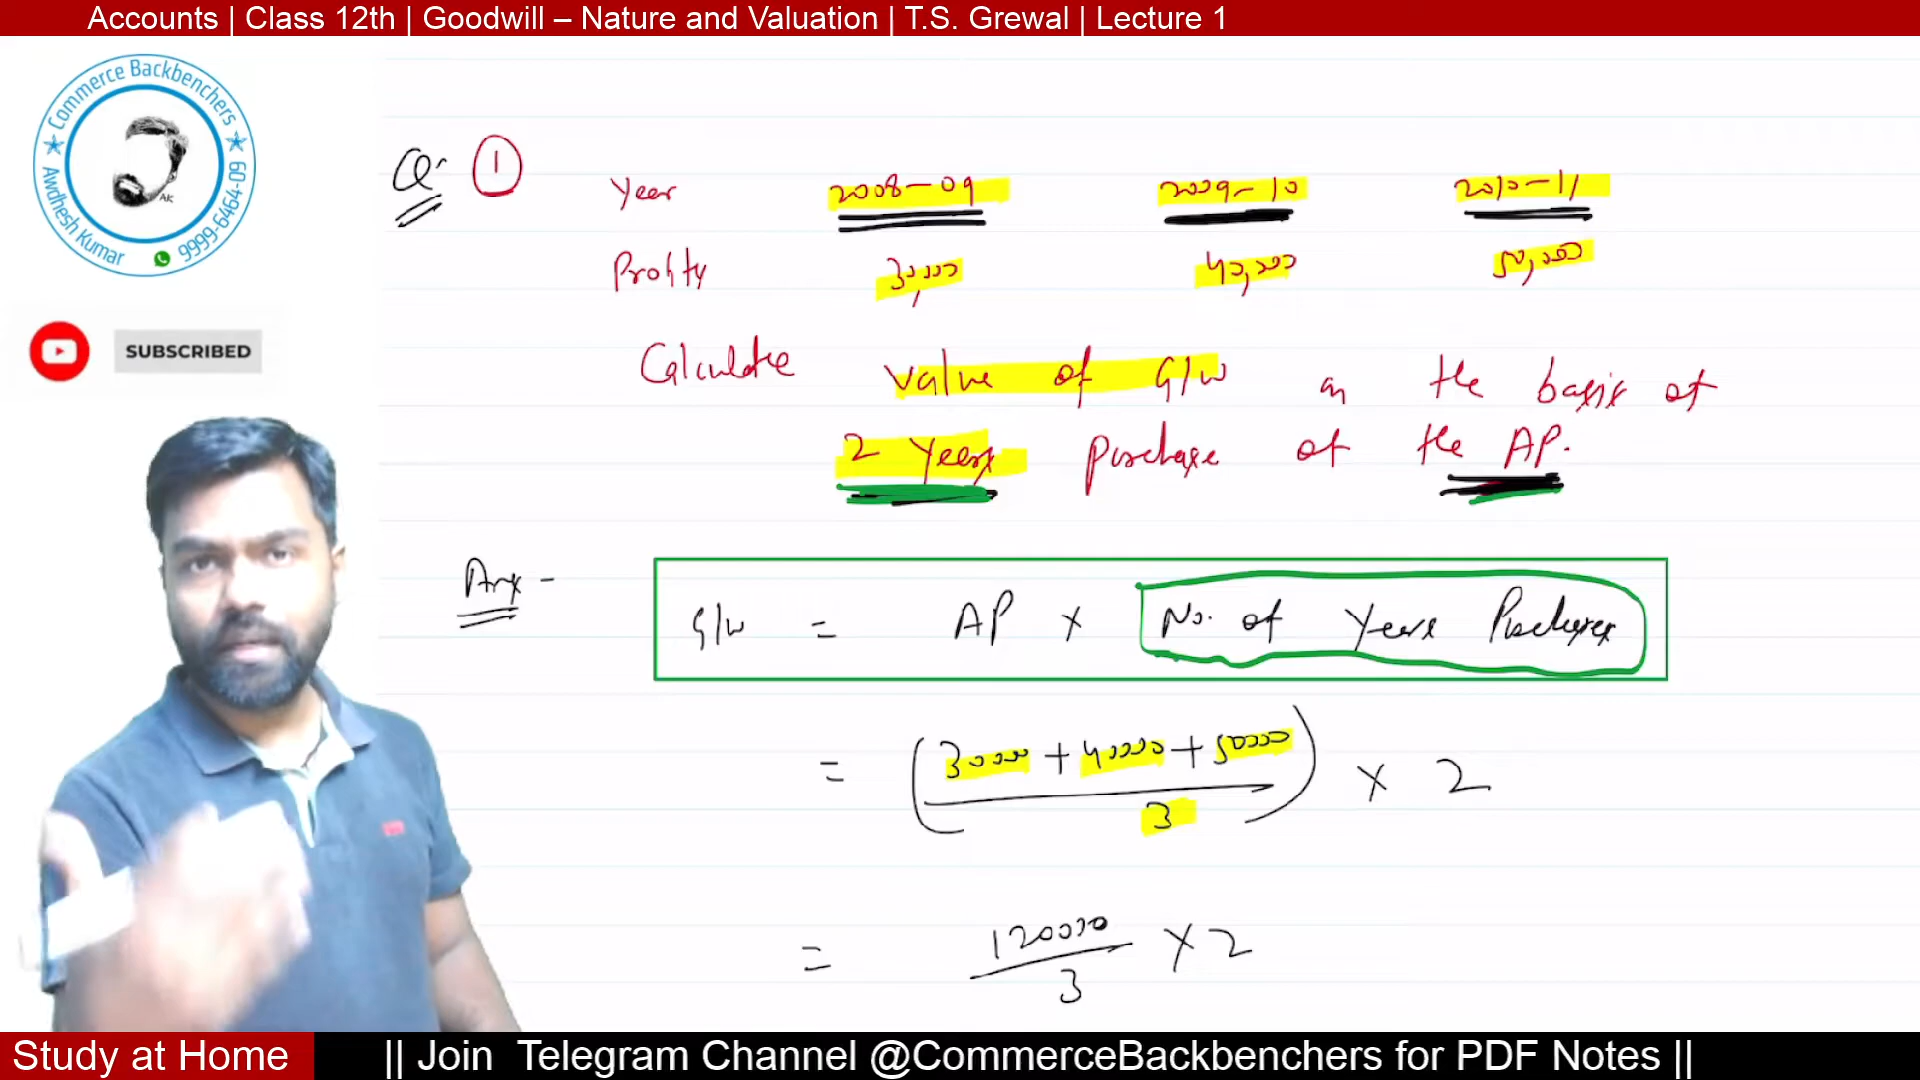 Accounts | Class 12th | Goodwill – Nature and Valuation | T.S. Grewal | Lecture 1
Commerce Backbenchers
Awdhesh Kumar
9999-6464-09
AK
SUBSCRIBED
Q. 1
Year 2008-09 2009-10 2010-11
Profits 30,000 40,000 50,000
Calculate value of G/w on the basis of
2 Years purchase of the AP.
Ans -
G/w = AP x No. of Years Purchases
= (30000 + 40000 + 50000 / 3) x 2
= 120000 / 3 x 2
Study at Home
|| Join Telegram Channel @CommerceBackbenchers for PDF Notes ||